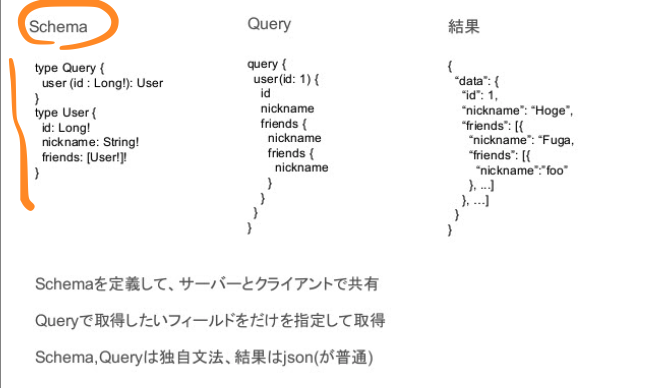 Schema
type Query {
user (id : Long!): User
}
type User {
id: Long!
nickname: String!
friends: [User!]!
}
Query
query {
user(id: 1) {
id
nickname
friends {
nickname
friends {
nickname
}
}
}
}
結果
{
“data”: {
“id”: 1,
“nickname”: “Hoge”,
“friends”: [{
“nickname”: “Fuga,
“friends”: [{
“nickname”:”foo”
}, ...]
}, …]
}
}
Schemaを定義して、サーバーとクライアントで共有
Queryで取得したいフィールドをだけを指定して取得
Schema,Queryは独自文法、結果はjson(が普通)